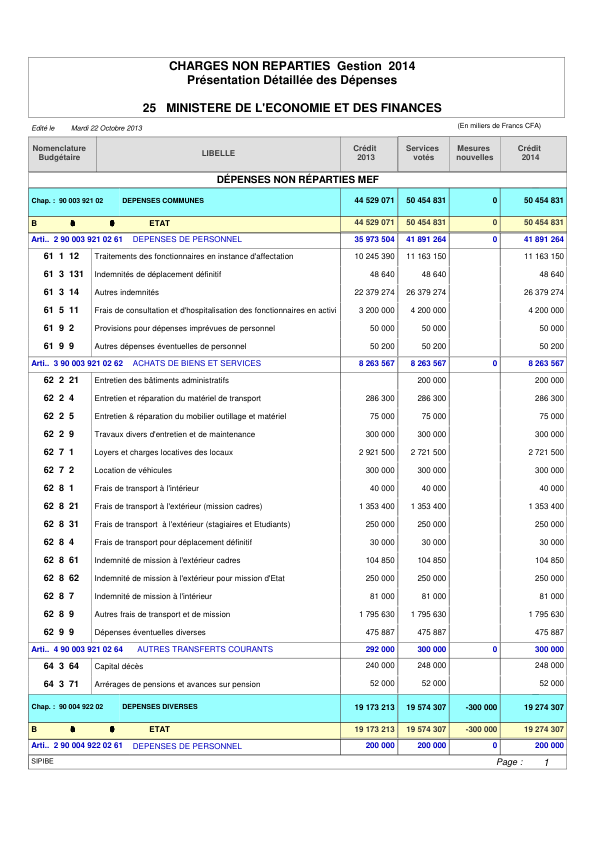 CHARGES NON REPARTIES Gestion 2014
Présentation Détaillée des Dépenses
25 MINISTERE DE L'ECONOMIE ET DES FINANCES
Edité le Mardi 22 Octobre 2013 (En miliers de Francs CFA)
Nomenclature Budgétaire LIBELLE Crédit 2013 Services votés Mesures nouvelles Crédit 2014
DÉPENSES NON RÉPARTIES MEF
Chap. : 90 003 921 02 DEPENSES COMMUNES 44 529 071 50 454 831 0 50 454 831
B ETAT 44 529 071 50 454 831 0 50 454 831
Arti.. 2 90 003 921 02 61 DEPENSES DE PERSONNEL 35 973 504 41 891 264 0 41 891 264
61 1 12 Traitements des fonctionnaires en instance d'affectation 10 245 390 11 163 150 11 163 150
61 3 131 Indemnités de déplacement définitif 48 640 48 640 48 640
61 3 14 Autres indemnités 22 379 274 26 379 274 26 379 274
61 5 11 Frais de consultation et d'hospitalisation des fonctionnaires en activi 3 200 000 4 200 000 4 200 000
61 9 2 Provisions pour dépenses imprévues de personnel 50 000 50 000 50 000
61 9 9 Autres dépenses éventuelles de personnel 50 200 50 200 50 200
Arti.. 3 90 003 921 02 62 ACHATS DE BIENS ET SERVICES 8 263 567 8 263 567 0 8 263 567
62 2 21 Entretien des bâtiments administratifs 200 000 200 000
62 2 4 Entretien et réparation du matériel de transport 286 300 286 300 286 300
62 2 5 Entretien & réparation du mobilier outillage et matériel 75 000 75 000 75 000
62 2 9 Travaux divers d'entretien et de maintenance 300 000 300 000 300 000
62 7 1 Loyers et charges locatives des locaux 2 921 500 2 721 500 2 721 500
62 7 2 Location de véhicules 300 000 300 000 300 000
62 8 1 Frais de transport à l'intérieur 40 000 40 000 40 000
62 8 21 Frais de transport à l'extérieur (mission cadres) 1 353 400 1 353 400 1 353 400
62 8 31 Frais de transport à l'extérieur (stagiaires et Etudiants) 250 000 250 000 250 000
62 8 4 Frais de transport pour déplacement définitif 30 000 30 000 30 000
62 8 61 Indemnité de mission à l'extérieur cadres 104 850 104 850 104 850
62 8 62 Indemnité de mission à l'extérieur pour mission d'Etat 250 000 250 000 250 000
62 8 7 Indemnité de mission à l'intérieur 81 000 81 000 81 000
62 8 9 Autres frais de transport et de mission 1 795 630 1 795 630 1 795 630
62 9 9 Dépenses éventuelles diverses 475 887 475 887 475 887
Arti.. 4 90 003 921 02 64 AUTRES TRANSFERTS COURANTS 292 000 300 000 0 300 000
64 3 64 Capital décès 240 000 248 000 248 000
64 3 71 Arrérages de pensions et avances sur pension 52 000 52 000 52 000
Chap. : 90 004 922 02 DEPENSES DIVERSES 19 173 213 19 574 307 -300 000 19 274 307
B ETAT 19 173 213 19 574 307 -300 000 19 274 307
Arti.. 2 90 004 922 02 61 DEPENSES DE PERSONNEL 200 000 200 000 0 200 000
SIPIBE Page : 1